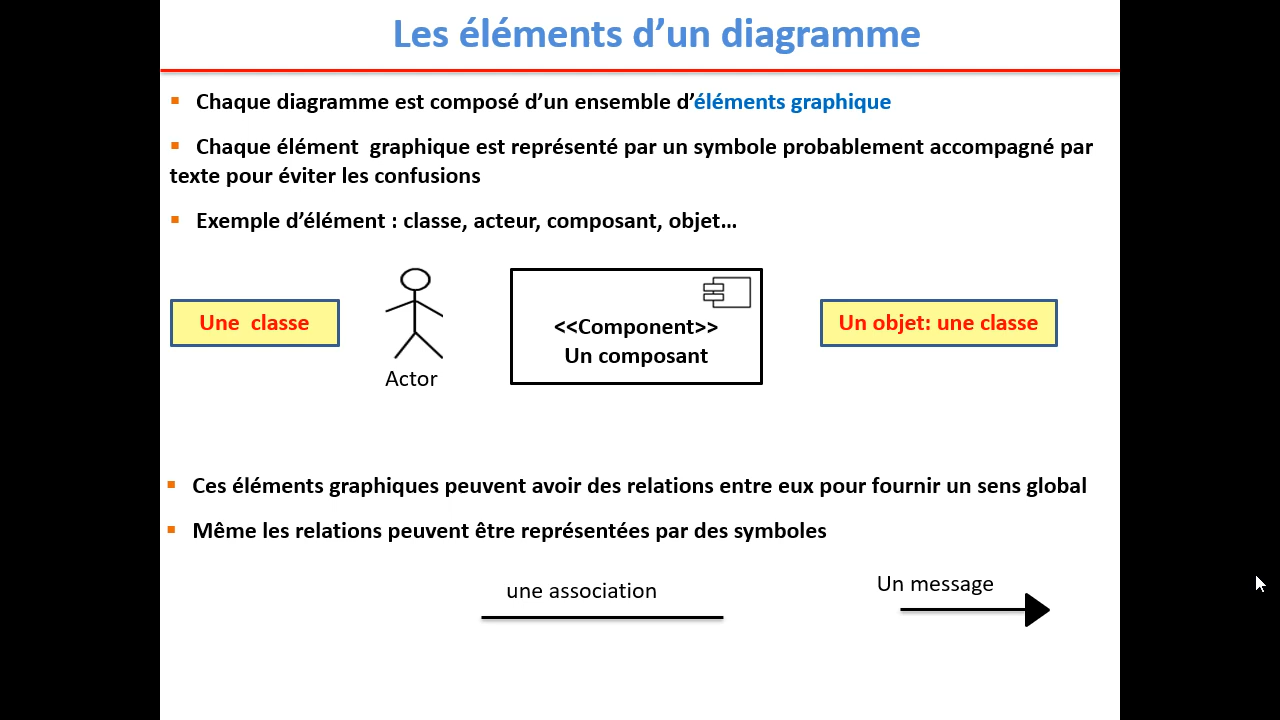 Les éléments d’un diagramme
Chaque diagramme est composé d’un ensemble d’éléments graphique
Chaque élément graphique est représenté par un symbole probablement accompagné par
texte pour éviter les confusions
Exemple d’élément : classe, acteur, composant, objet…
Une classe
Actor
<<Component>>
Un composant
Un objet: une classe
Ces éléments graphiques peuvent avoir des relations entre eux pour fournir un sens global
Même les relations peuvent être représentées par des symboles
une association
Un message